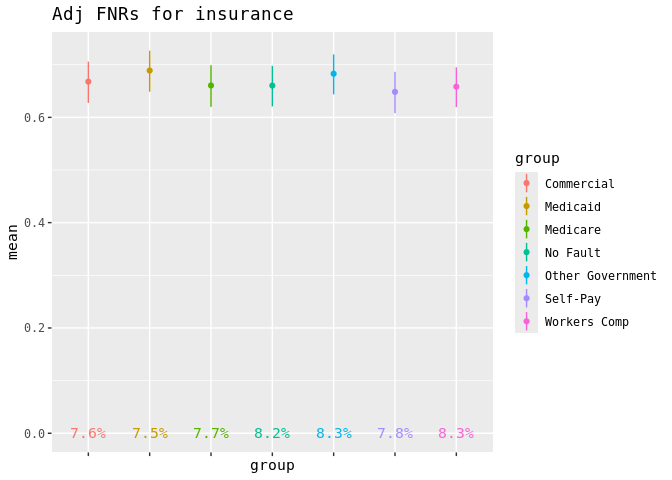 Adj FNRs for insurance
mean
0.6
0.4
0.2
0.0
7.6% 7.5% 7.7% 8.2% 8.3% 7.8% 8.3%
group
group
Commercial
Medicaid
Medicare
No Fault
Other Government
Self-Pay
Workers Comp